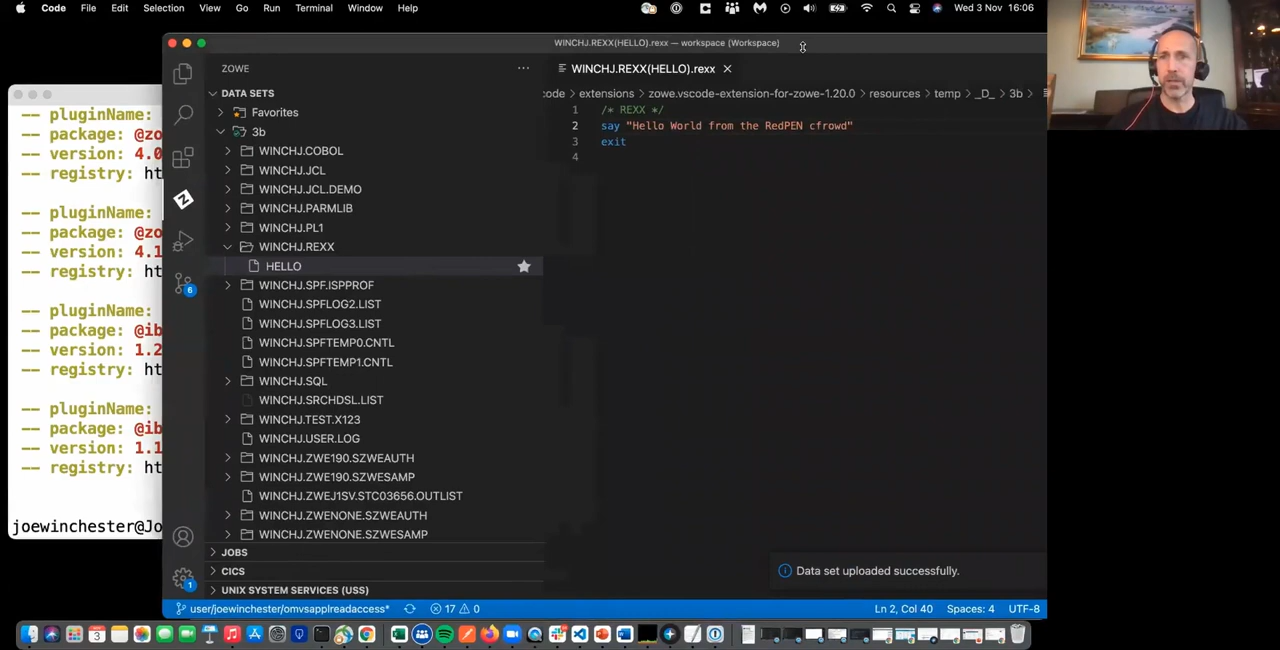 Code File Edit Selection View Go Run Terminal Window Help
Wed 3 Nov 16:06
WINCHJ.REXX(HELLO).rexx — workspace (Workspace)
-- pluginName:
-- package: @zo
-- version: 4.0
-- registry: ht
-- pluginName:
-- package: @zo
-- version: 4.1
-- registry: ht
-- pluginName:
-- package: @ib
-- version: 1.2
-- registry: ht
-- pluginName:
-- package: @ib
-- version: 1.1
-- registry: ht
joewinchester@Jo
ZOWE
DATA SETS
Favorites
3b
WINCHJ.COBOL
WINCHJ.JCL
WINCHJ.JCL.DEMO
WINCHJ.PARMLIB
WINCHJ.PL1
WINCHJ.REXX
HELLO
WINCHJ.SPF.ISPPROF
WINCHJ.SPFLOG2.LIST
WINCHJ.SPFLOG3.LIST
WINCHJ.SPFTEMP0.CNTL
WINCHJ.SPFTEMP1.CNTL
WINCHJ.SQL
WINCHJ.SRCHDSL.LIST
WINCHJ.TEST.X123
WINCHJ.USER.LOG
WINCHJ.ZWE190.SZWEAUTH
WINCHJ.ZWE190.SZWESAMP
WINCHJ.ZWEJ1SV.STC03656.OUTLIST
WINCHJ.ZWENONE.SZWEAUTH
WINCHJ.ZWENONE.SZWESAMP
JOBS
CICS
UNIX SYSTEM SERVICES (USS)
6
1
WINCHJ.REXX(HELLO).rexx
code > extensions > zowe.vscode-extension-for-zowe-1.20.0 > resources > temp > _D_ > 3b >
1 /* REXX */
2 say "Hello World from the RedPEN cfrowd"
3 exit
4
Data set uploaded successfully.
user/joewinchester/omvsapplreadaccess* 17 0
Ln 2, Col 40 Spaces: 4 UTF-8
3